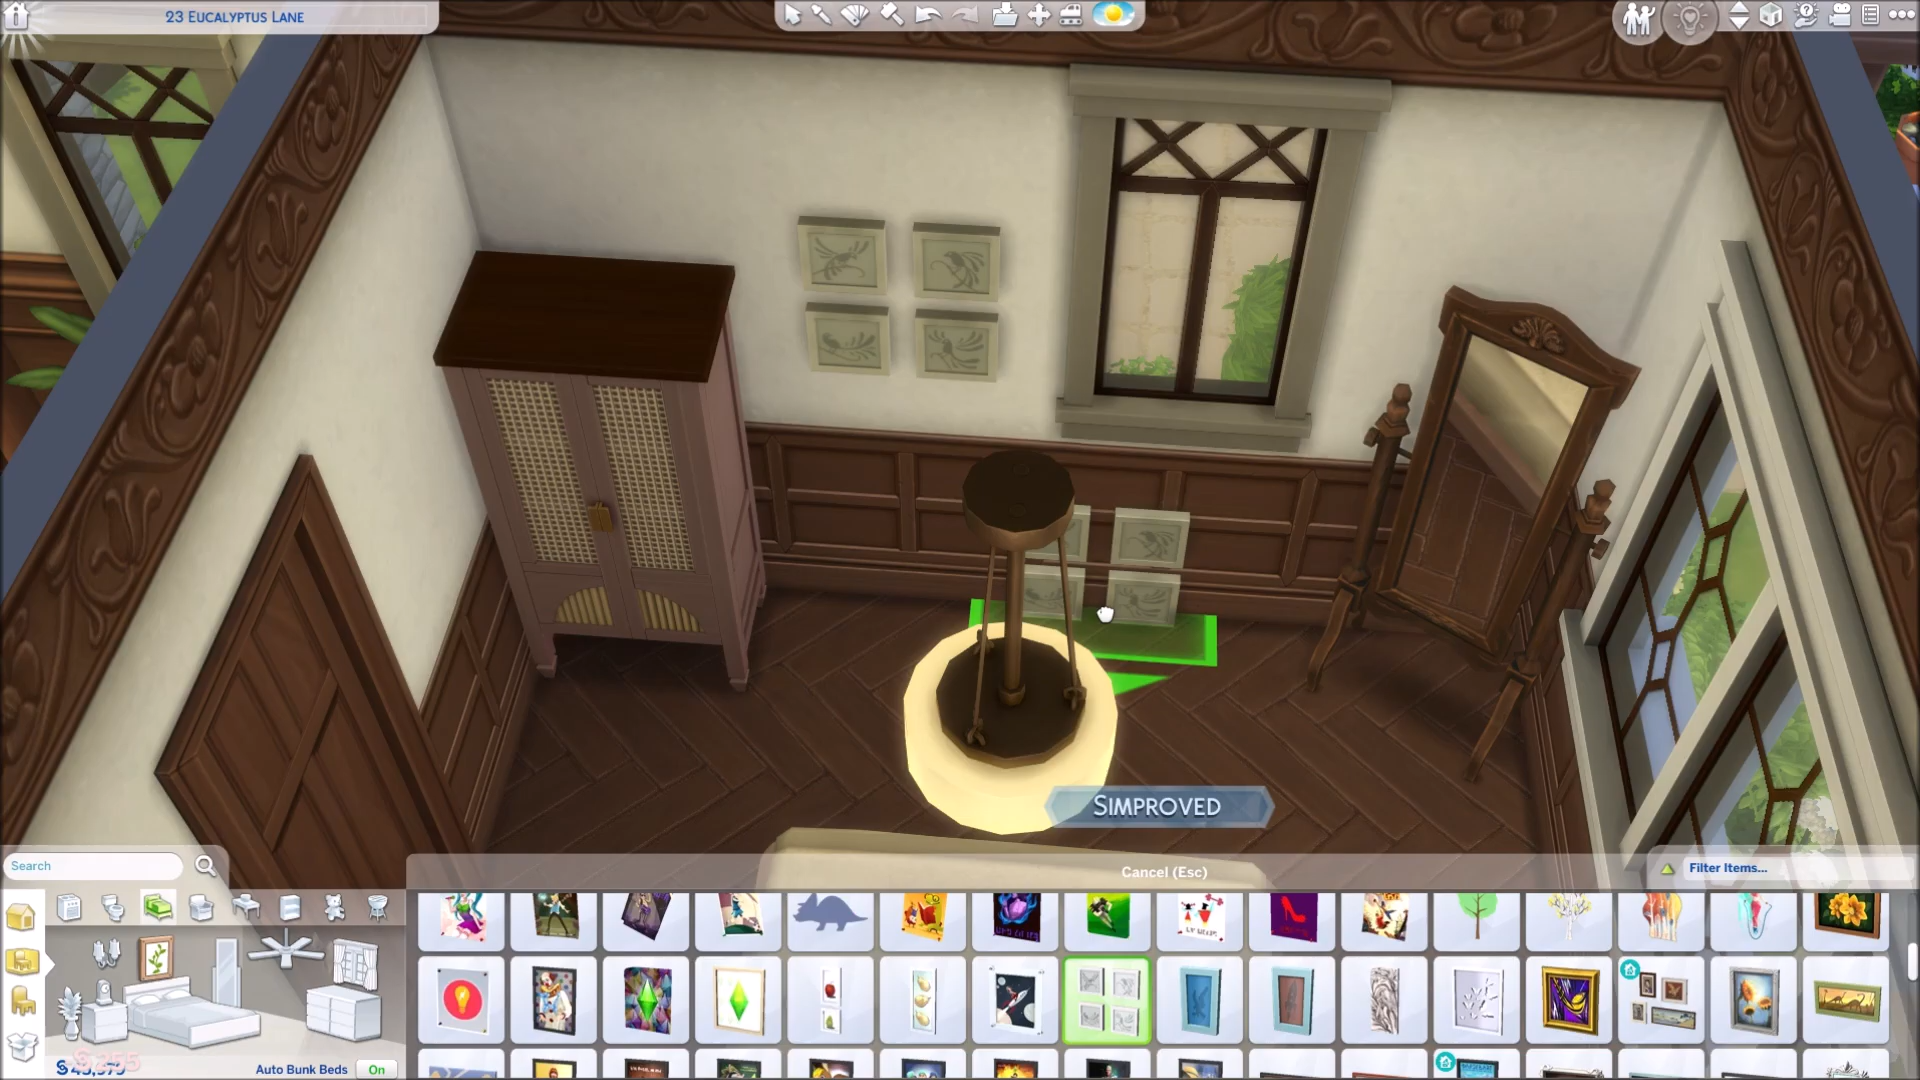 23 EUCALYPTUS LANE
SIMPROVED
Search
Cancel (Esc)
Filter Items...
Auto Bunk Beds
On